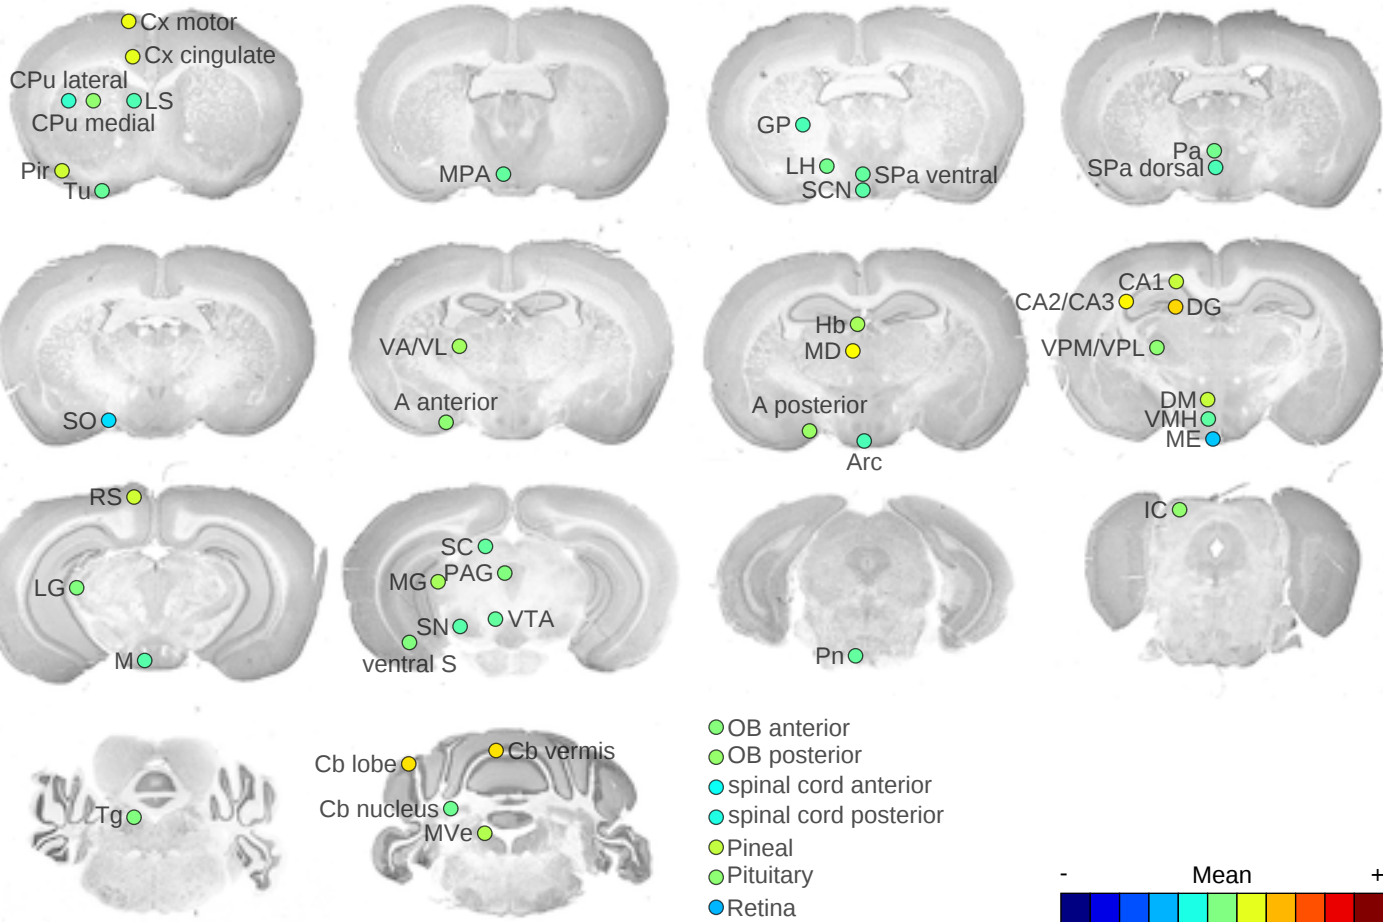 Cx motor
Cx cingulate
CPu lateral
LS
CPu medial
Pir
Tu
MPA
GP
LH
SPa ventral
SCN
Pa
SPa dorsal
SO
VA/VL
A anterior
Hb
MD
A posterior
Arc
CA1
CA2/CA3
DG
VPM/VPL
DM
VMH
ME
RS
LG
M
SC
MG
PAG
SN
VTA
ventral S
Pn
IC
Tg
Cb lobe
Cb vermis
Cb nucleus
MVe
OB anterior
OB posterior
spinal cord anterior
spinal cord posterior
Pineal
Pituitary
Retina
- Mean +